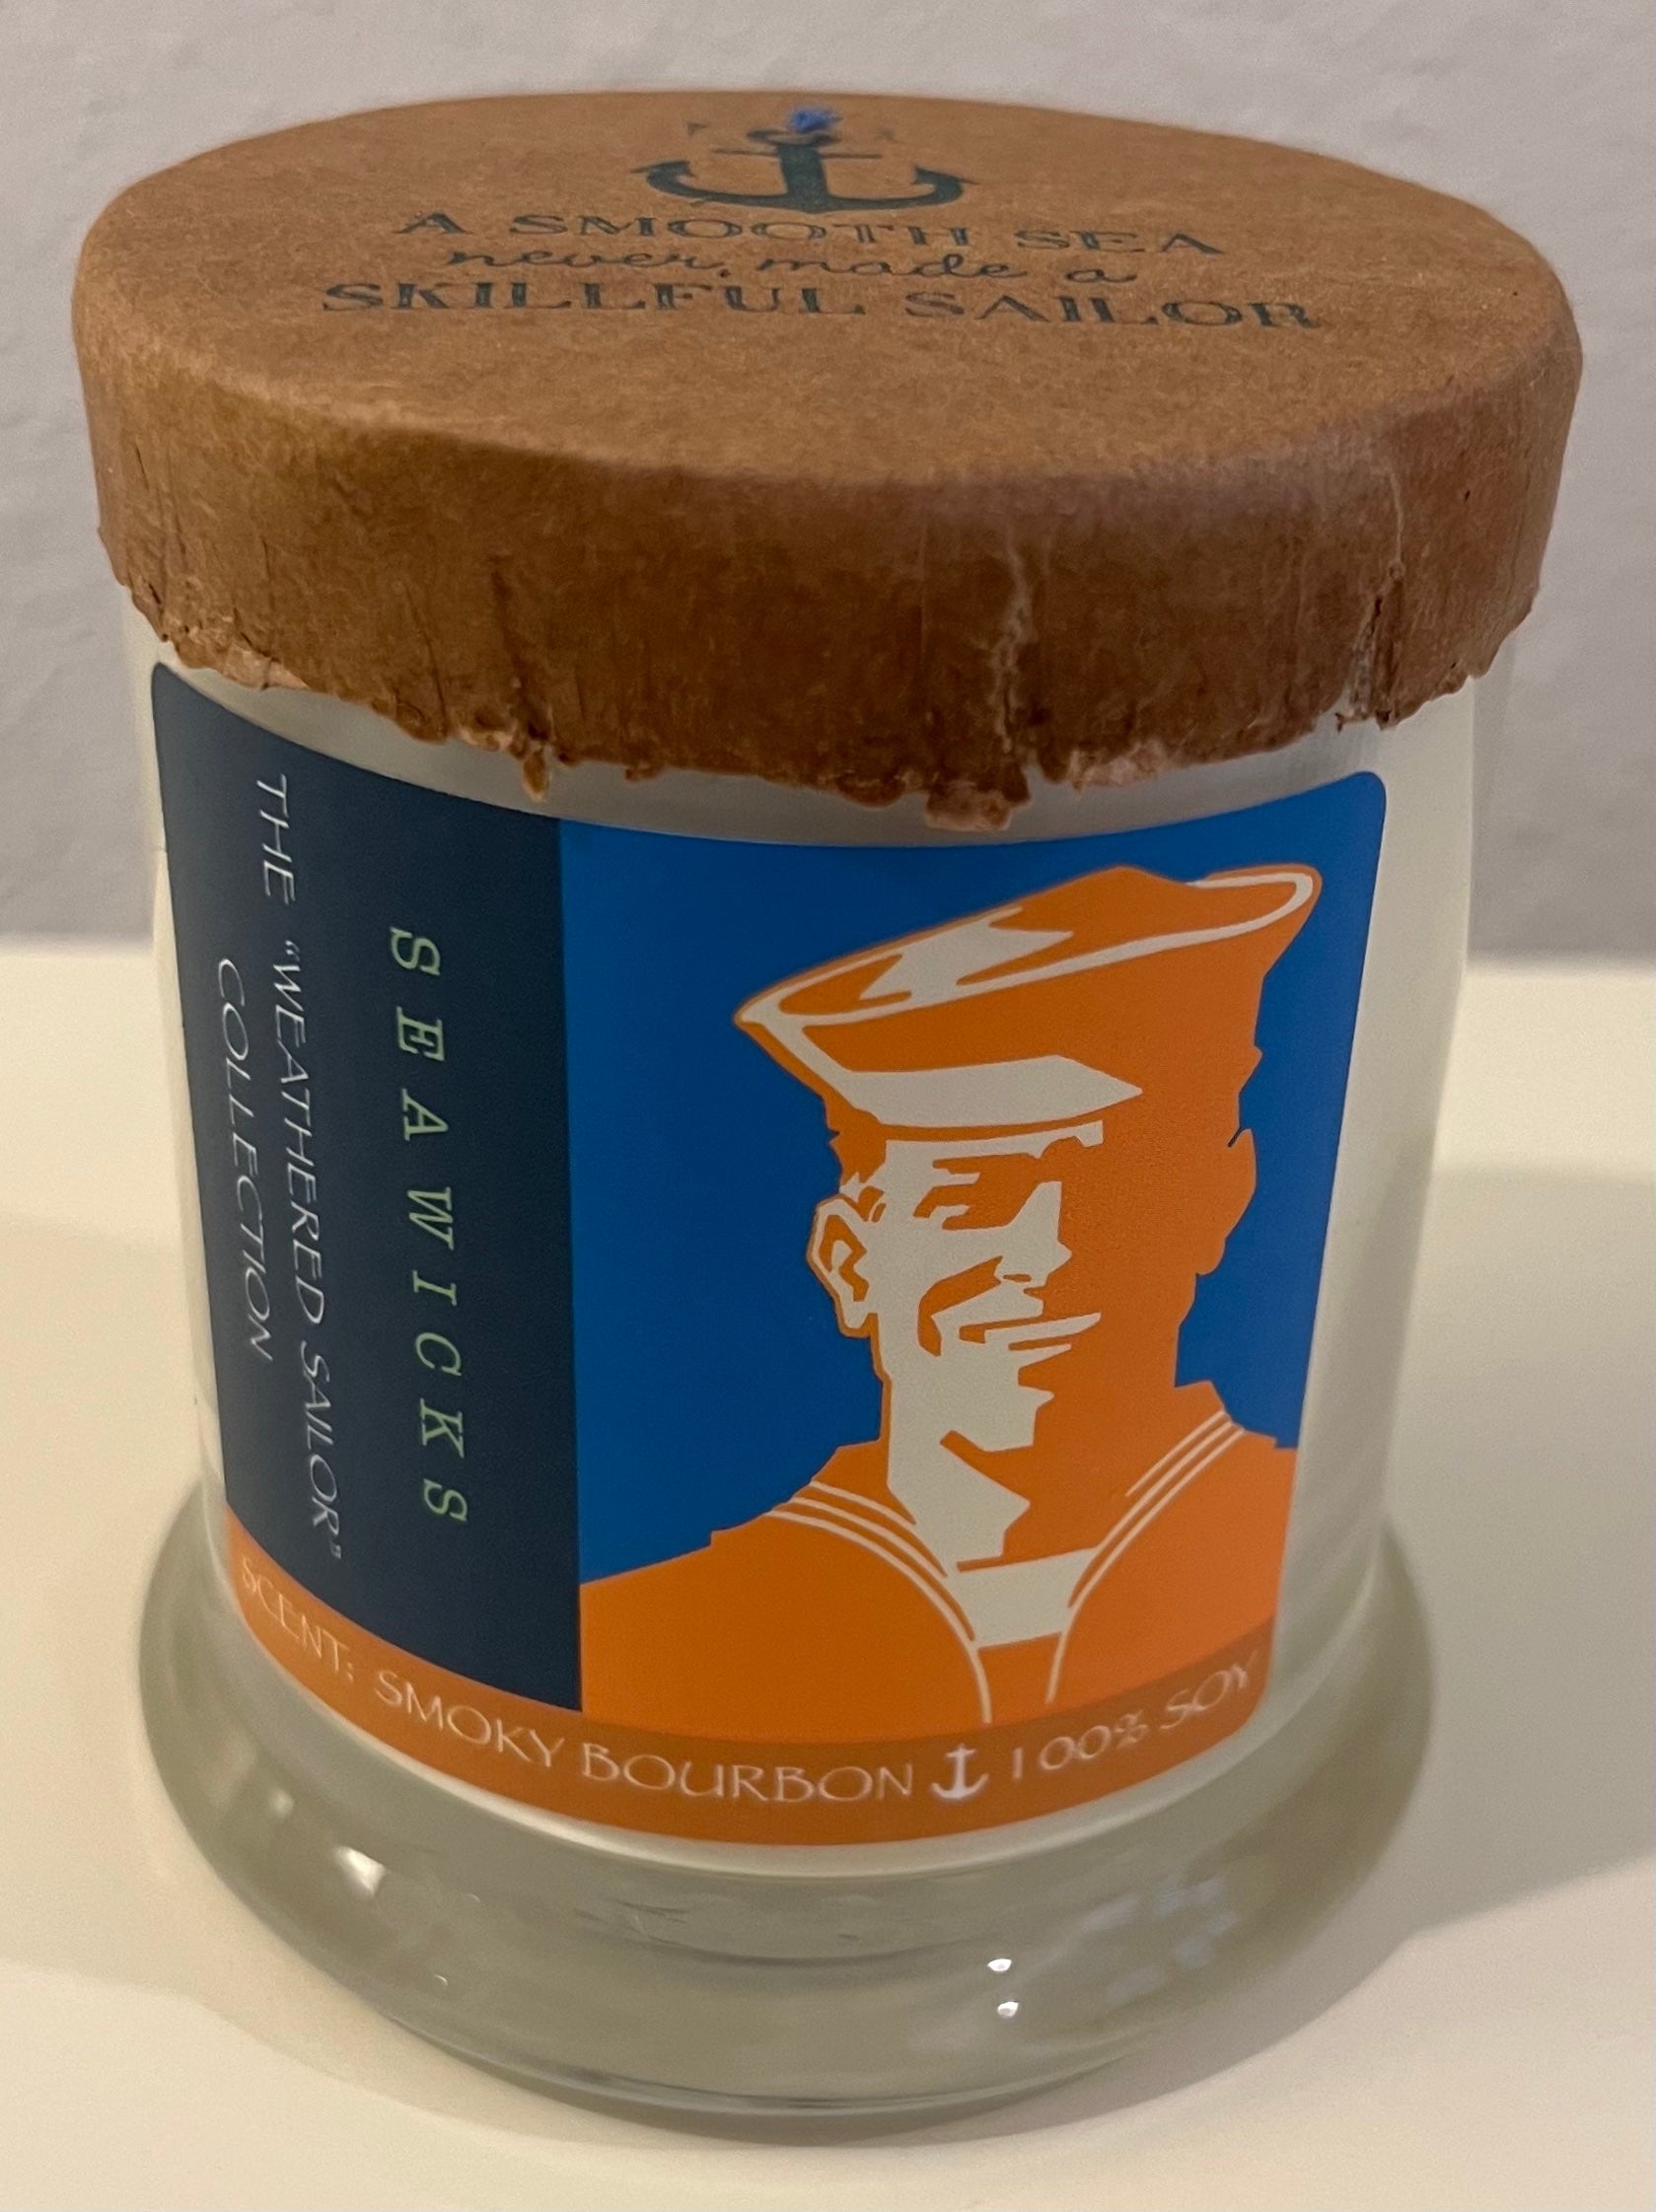 A SMOOTH SEA
never made a
SKILLFUL SAILOR
SEAWICKS
THE "WEATHERED SAILOR"
COLLECTION
SCENT: SMOKY BOURBON 100% SOY